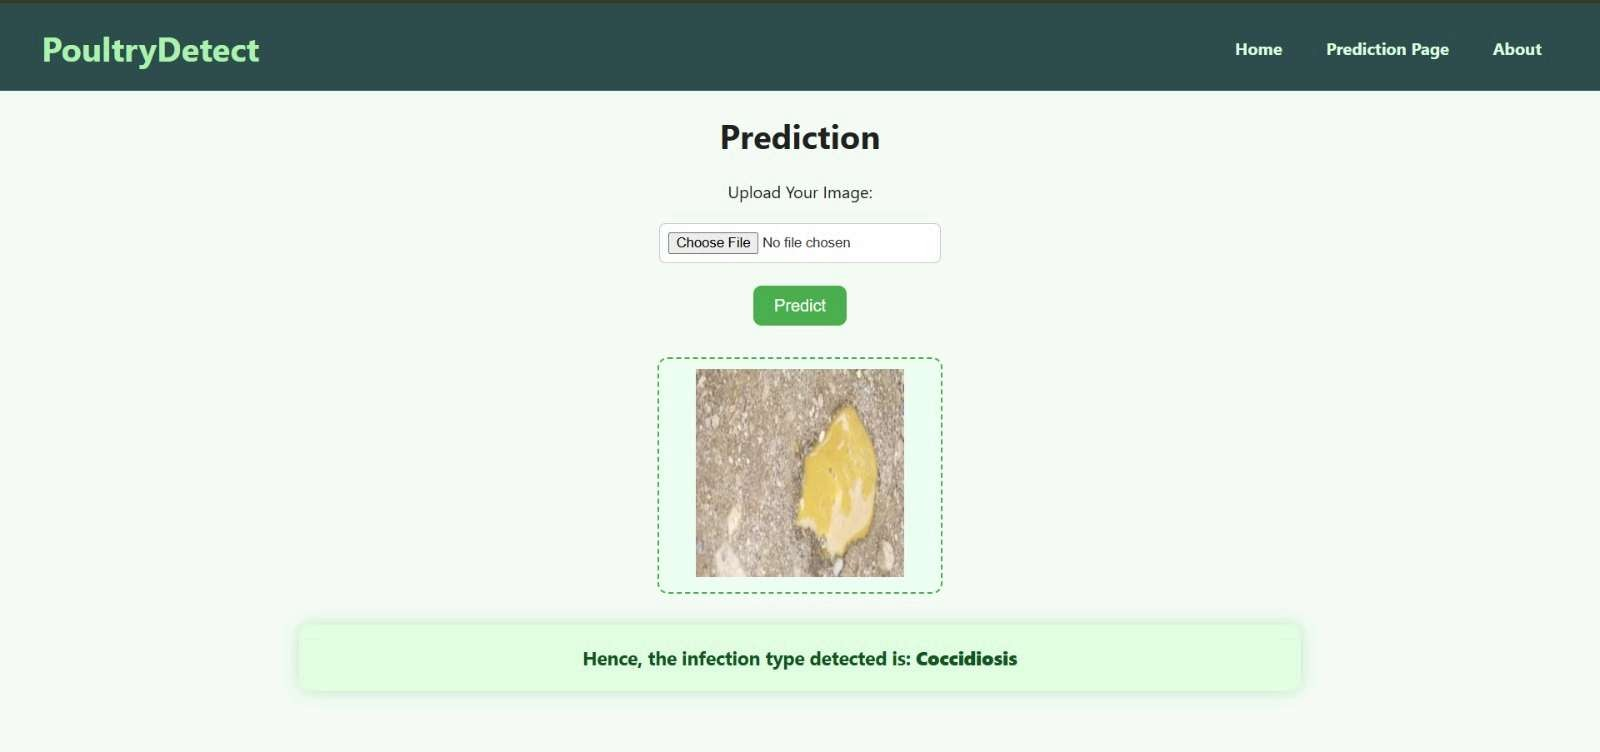 PoultryDetect
Home Prediction Page About
Prediction
Upload Your Image:
Choose File No file chosen
Predict
Hence, the infection type detected is: Coccidiosis